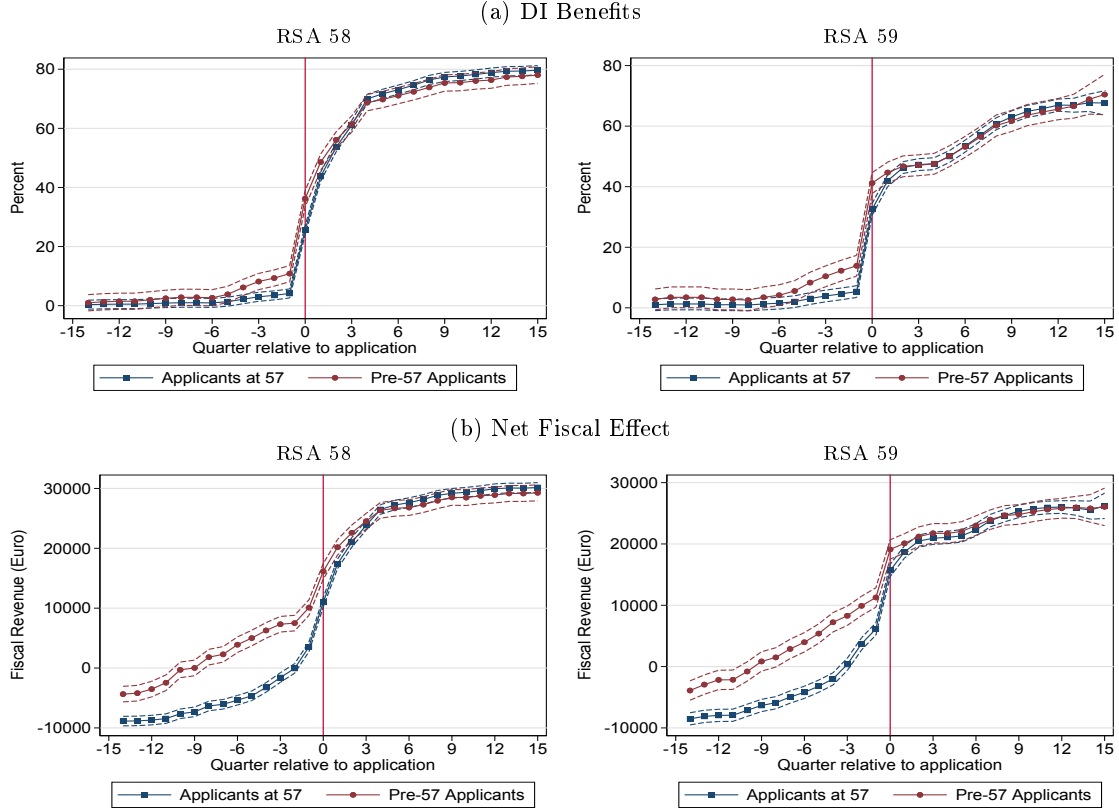 (a) DI Benefits
RSA 58
RSA 59
80
60
40
20
0
Percent
-15 -12 -9 -6 -3 0 3 6 9 12 15
Quarter relative to application
Applicants at 57 Pre-57 Applicants
80
60
40
20
0
Percent
-15 -12 -9 -6 -3 0 3 6 9 12 15
Quarter relative to application
Applicants at 57 Pre-57 Applicants
(b) Net Fiscal Effect
RSA 58
RSA 59
30000
20000
10000
0
-10000
Fiscal Revenue (Euro)
-15 -12 -9 -6 -3 0 3 6 9 12 15
Quarter relative to application
Applicants at 57 Pre-57 Applicants
30000
20000
10000
0
-10000
Fiscal Revenue (Euro)
-15 -12 -9 -6 -3 0 3 6 9 12 15
Quarter relative to application
Applicants at 57 Pre-57 Applicants